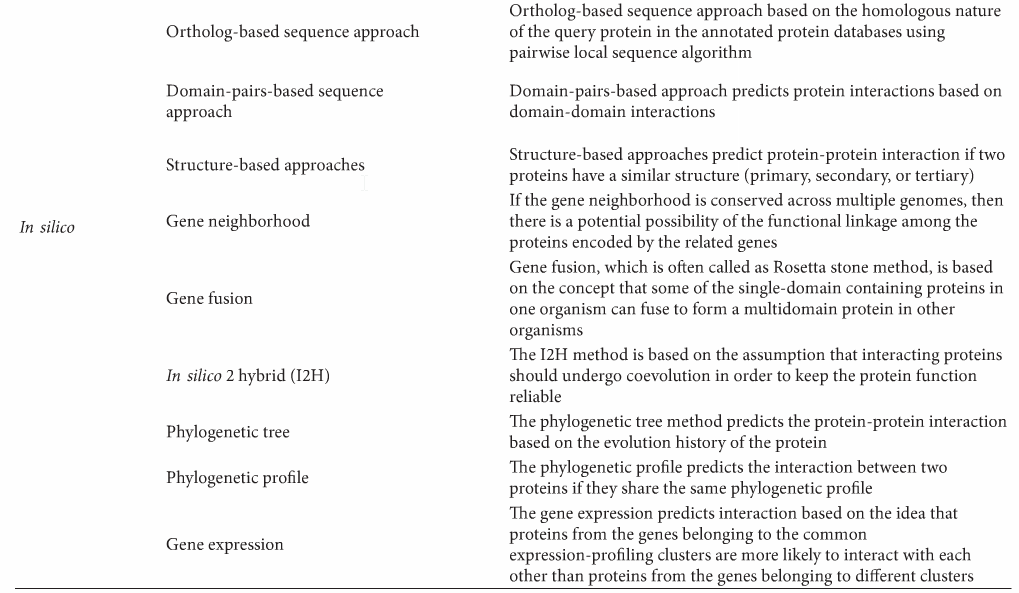 Ortholog-based sequence approach
Ortholog-based sequence approach based on the homologous nature
of the query protein in the annotated protein databases using
pairwise local sequence algorithm
Domain-pairs-based sequence
approach
Domain-pairs-based approach predicts protein interactions based on
domain-domain interactions
Structure-based approaches
Structure-based approaches predict protein-protein interaction if two
proteins have a similar structure (primary, secondary, or tertiary)
In silico
Gene neighborhood
If the gene neighborhood is conserved across multiple genomes, then
there is a potential possibility of the functional linkage among the
proteins encoded by the related genes
Gene fusion
Gene fusion, which is often called as Rosetta stone method, is based
on the concept that some of the single-domain containing proteins in
one organism can fuse to form a multidomain protein in other
organisms
In silico 2 hybrid (I2H)
The I2H method is based on the assumption that interacting proteins
should undergo coevolution in order to keep the protein function
reliable
Phylogenetic tree
The phylogenetic tree method predicts the protein-protein interaction
based on the evolution history of the protein
Phylogenetic profile
The phylogenetic profile predicts the interaction between two
proteins if they share the same phylogenetic profile
Gene expression
The gene expression predicts interaction based on the idea that
proteins from the genes belonging to the common
expression-profiling clusters are more likely to interact with each
other than proteins from the genes belonging to different clusters